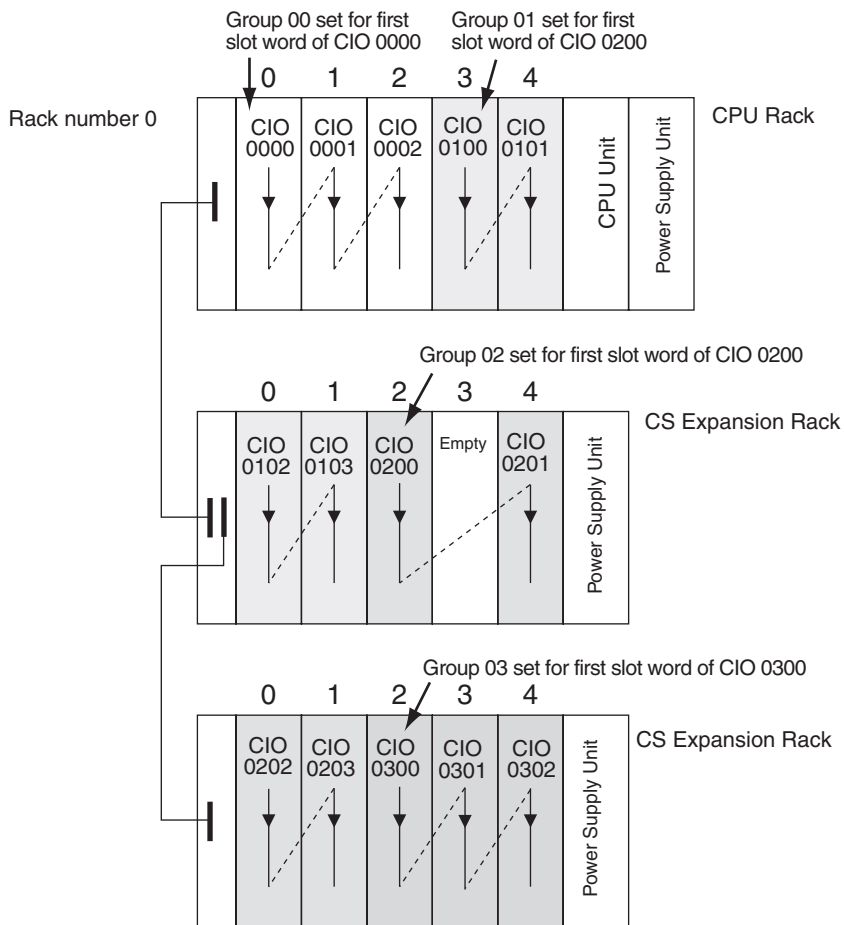 Group 00 set for first
slot word of CIO 0000
Group 01 set for first
slot word of CIO 0200
0 1 2 3 4
Rack number 0
CPU Rack
CIO 0000
CIO 0001
CIO 0002
CIO 0100
CIO 0101
CPU Unit
Power Supply Unit
Group 02 set for first slot word of CIO 0200
0 1 2 3 4
CS Expansion Rack
CIO 0102
CIO 0103
CIO 0200
Empty
CIO 0201
Power Supply Unit
Group 03 set for first slot word of CIO 0300
0 1 2 3 4
CS Expansion Rack
CIO 0202
CIO 0203
CIO 0300
CIO 0301
CIO 0302
Power Supply Unit